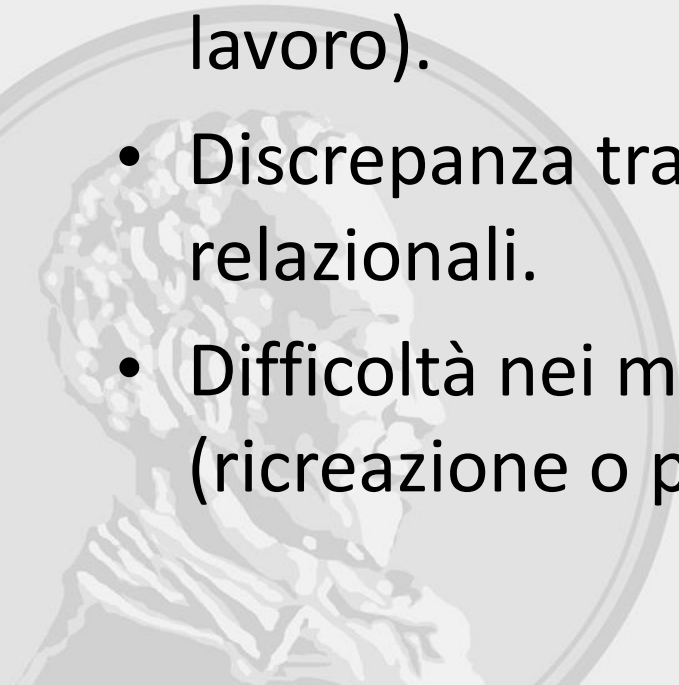 lavoro).
• Discrepanza tra
relazionali.
• Difficoltà nei m
(ricreazione o p